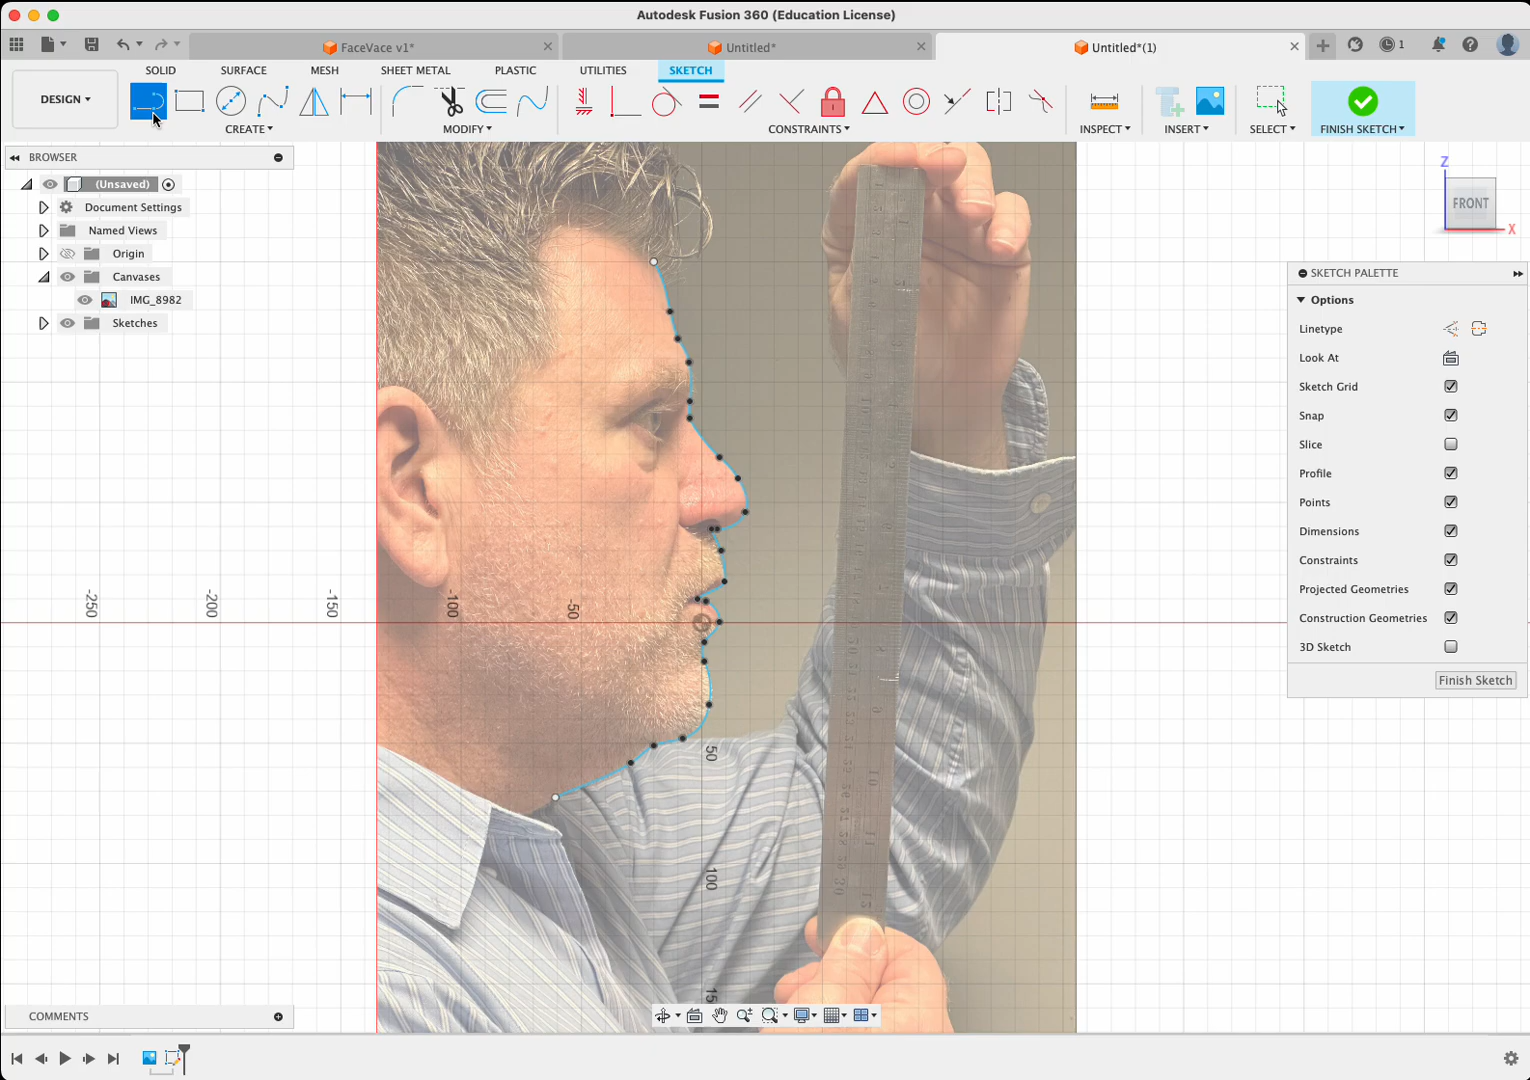 Autodesk Fusion 360 (Education License)
FaceVace v1*
Untitled*
Untitled*(1)
1
SOLID
SURFACE
MESH
SHEET METAL
PLASTIC
UTILITIES
SKETCH
DESIGN
CREATE
MODIFY
CONSTRAINTS
INSPECT
INSERT
SELECT
FINISH SKETCH
BROWSER
(Unsaved)
Document Settings
Named Views
Origin
Canvases
IMG_8982
Sketches
Z
FRONT
X
SKETCH PALETTE
Options
Linetype
Look At
Sketch Grid
Snap
Slice
Profile
Points
Dimensions
Constraints
Projected Geometries
Construction Geometries
3D Sketch
Finish Sketch
-250
-200
-150
-100
-50
50
100
15
COMMENTS